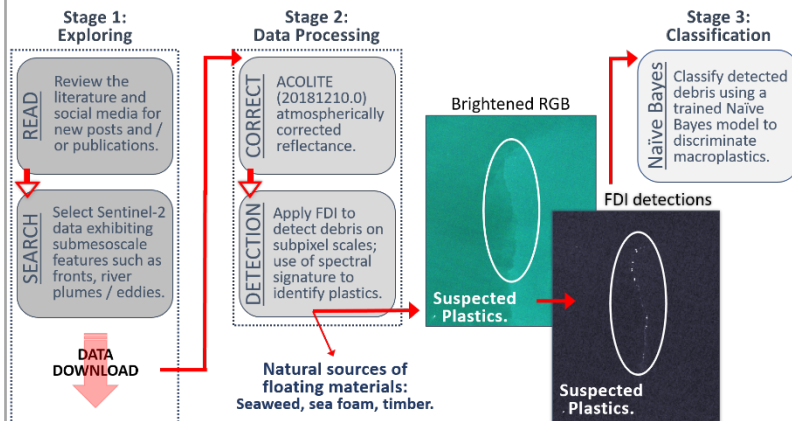 Stage 1:
Exploring
READ
Review the
literature and
social media for
new posts and /
or publications.
SEARCH
Select Sentinel-2
data exhibiting
submesoscale
features such as
fronts, river
plumes / eddies.
DATA
DOWNLOAD
Stage 2:
Data Processing
CORRECT
ACOLITE
(20181210.0)
atmospherically
corrected
reflectance.
DETECTION
Apply FDI to
detect debris on
subpixel scales;
use of spectral
signature to
identify plastics.
Natural sources of
floating materials:
Seaweed, sea foam, timber.
Brightened RGB
Suspected
Plastics.
FDI detections
Suspected
Plastics.
Stage 3:
Classification
Naïve Bayes
Classify detected
debris using a
trained Naïve
Bayes model to
discriminate
macroplastics.